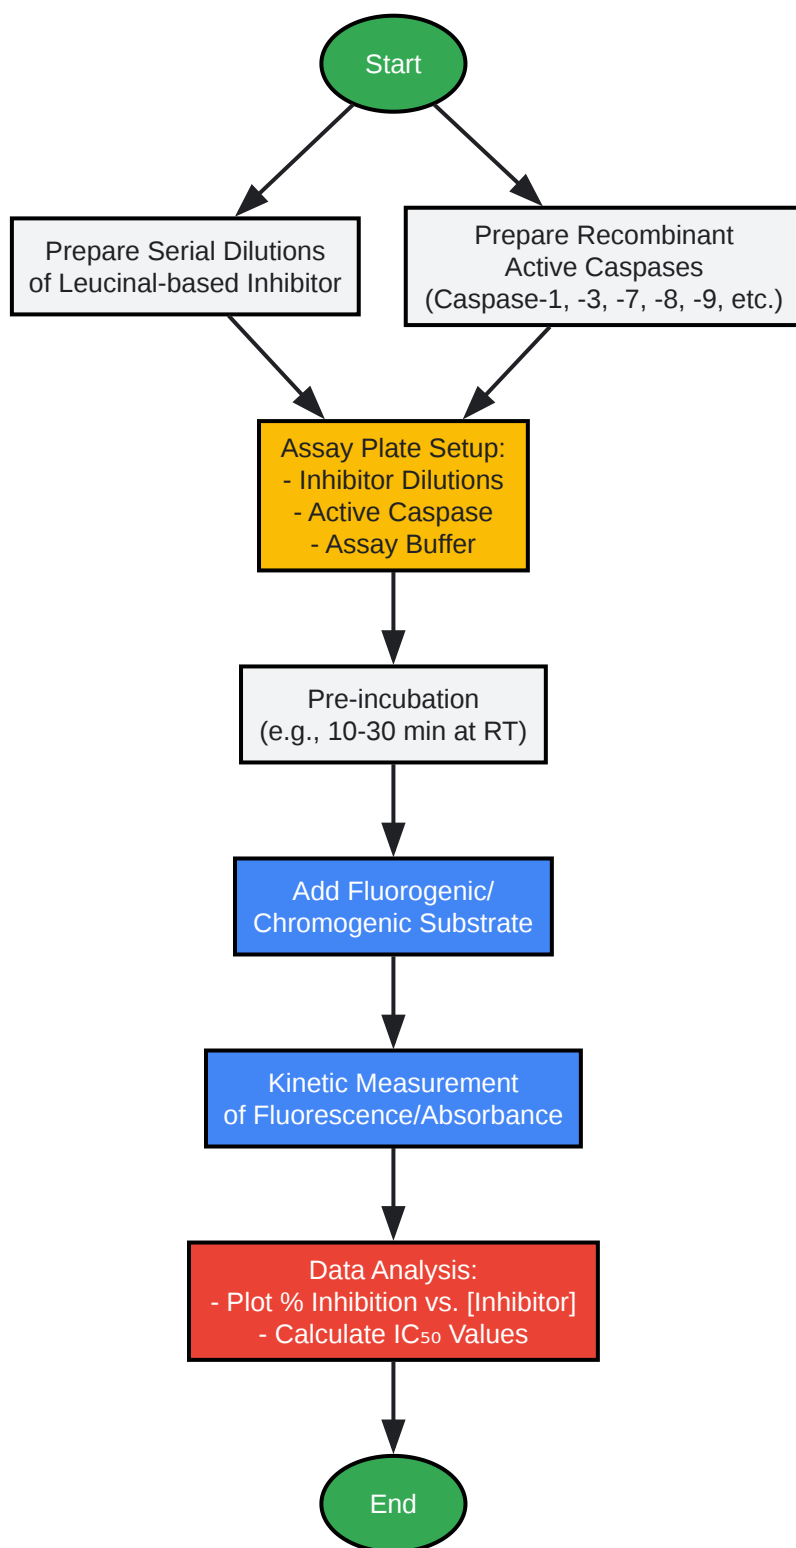 Start
Prepare Serial Dilutions
of Leucinal-based Inhibitor
Prepare Recombinant
Active Caspases
(Caspase-1, -3, -7, -8, -9, etc.)
Assay Plate Setup:
- Inhibitor Dilutions
- Active Caspase
- Assay Buffer
Pre-incubation
(e.g., 10-30 min at RT)
Add Fluorogenic/
Chromogenic Substrate
Kinetic Measurement
of Fluorescence/Absorbance
Data Analysis:
- Plot % Inhibition vs. [Inhibitor]
- Calculate IC₅₀ Values
End